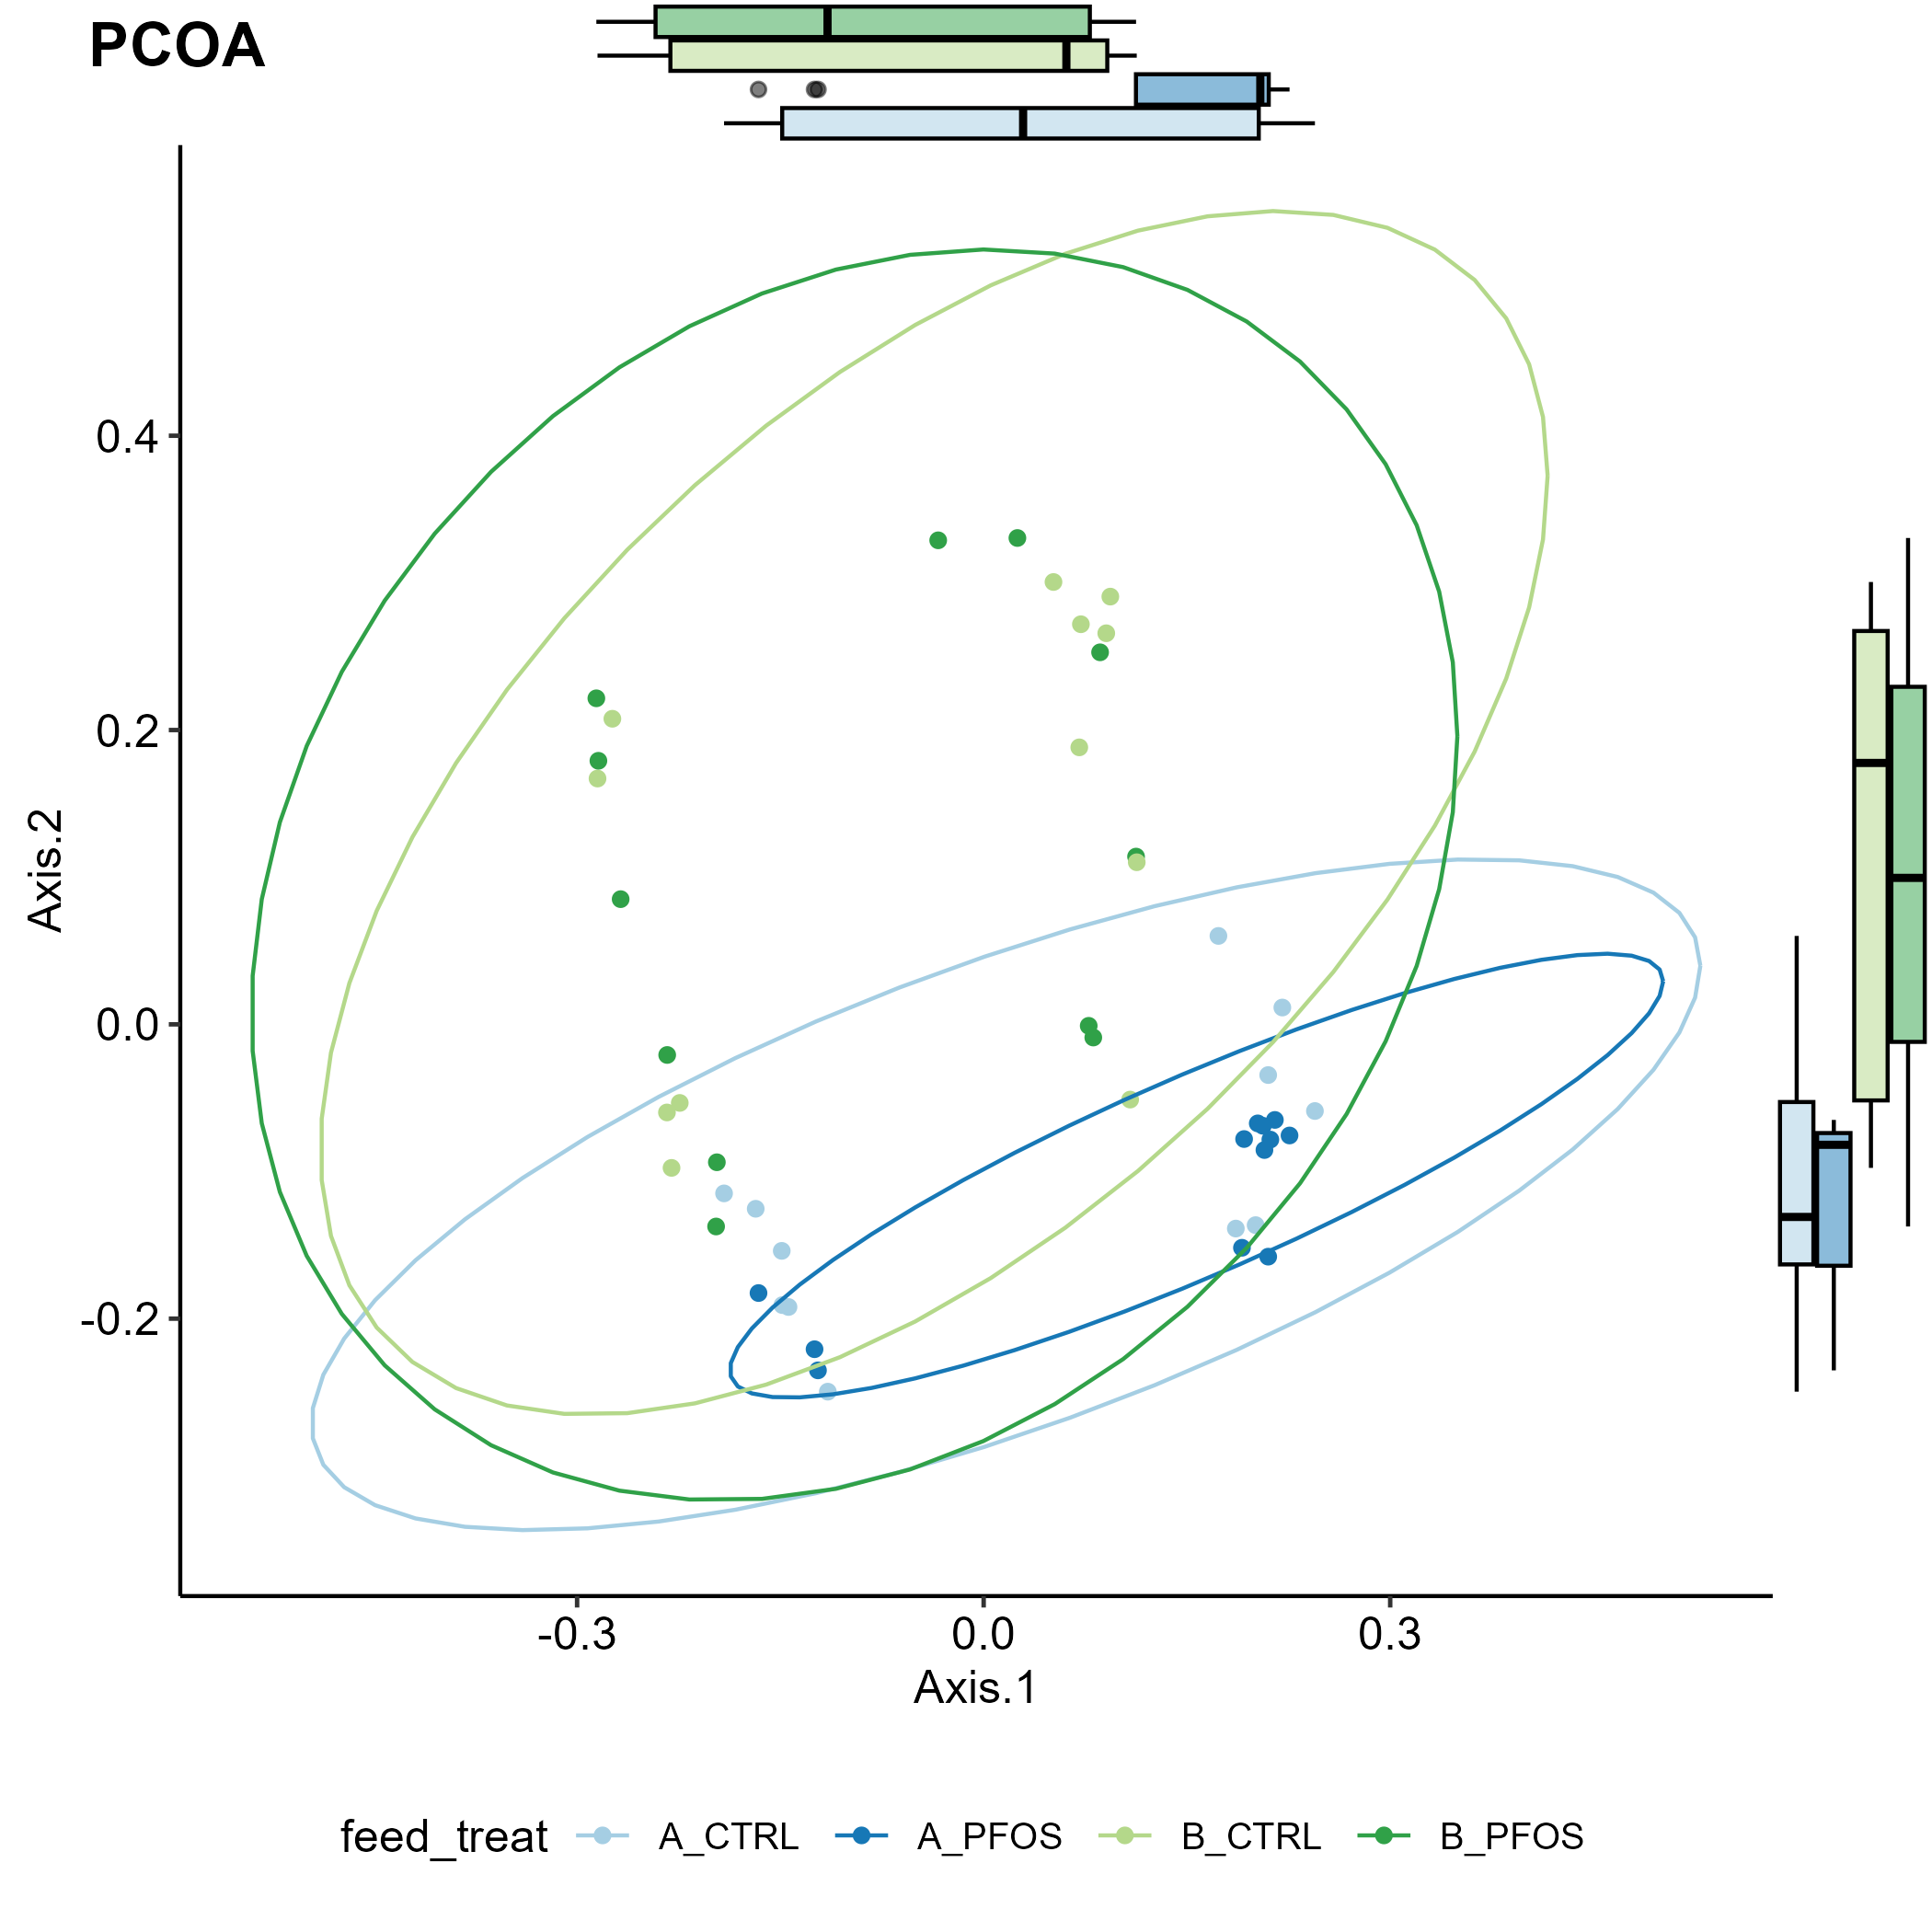 PCOA
0.4
0.2
0.0
-0.2
Axis.2
-0.3 0.0 0.3
Axis.1
feed_treat A_CTRL A_PFOS B_CTRL B_PFOS